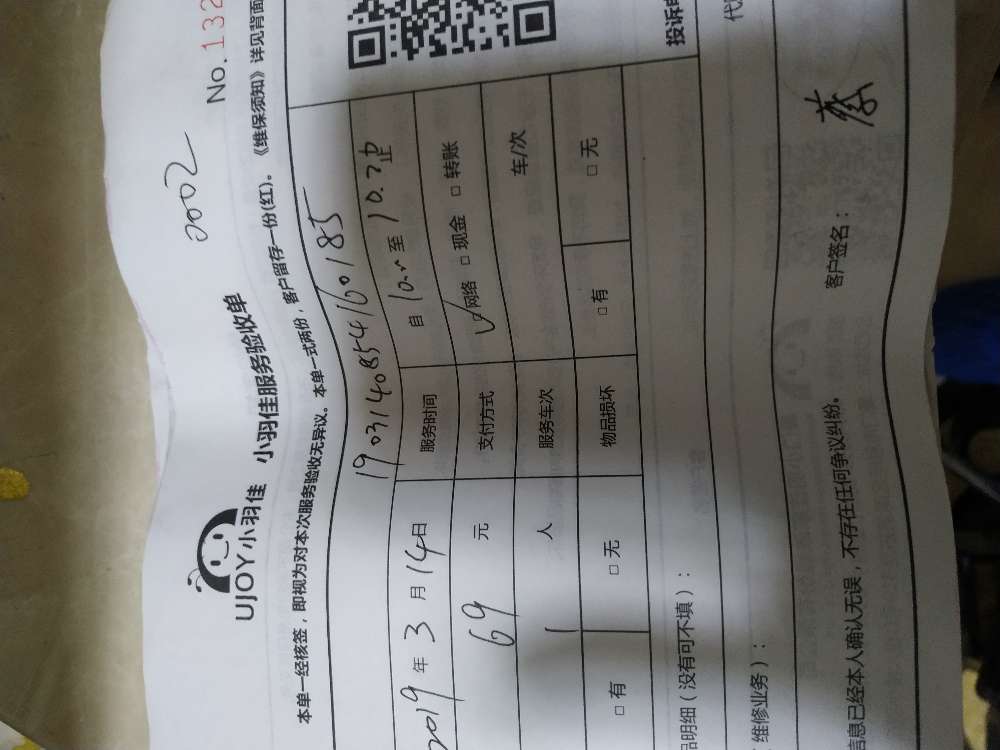 2002
No.132
UJOY小羽佳 小羽佳服务验收单
本单一经核签，即视为对本次服务验收无异议。本单一式两份，客户留存一份(红)。《维保须知》详见背面
1903140854160185
2019年3月14日 服务时间 自 至 止
69 元 支付方式 ☑网络 □现金 □转账
1 人 服务车次 车/次
□有 □无 物品损坏 □有 □无
品明细（没有可不填）：
投诉
维修业务）：
代
信息已经本人确认无误，不存在任何争议纠纷。 客户签名：蔡